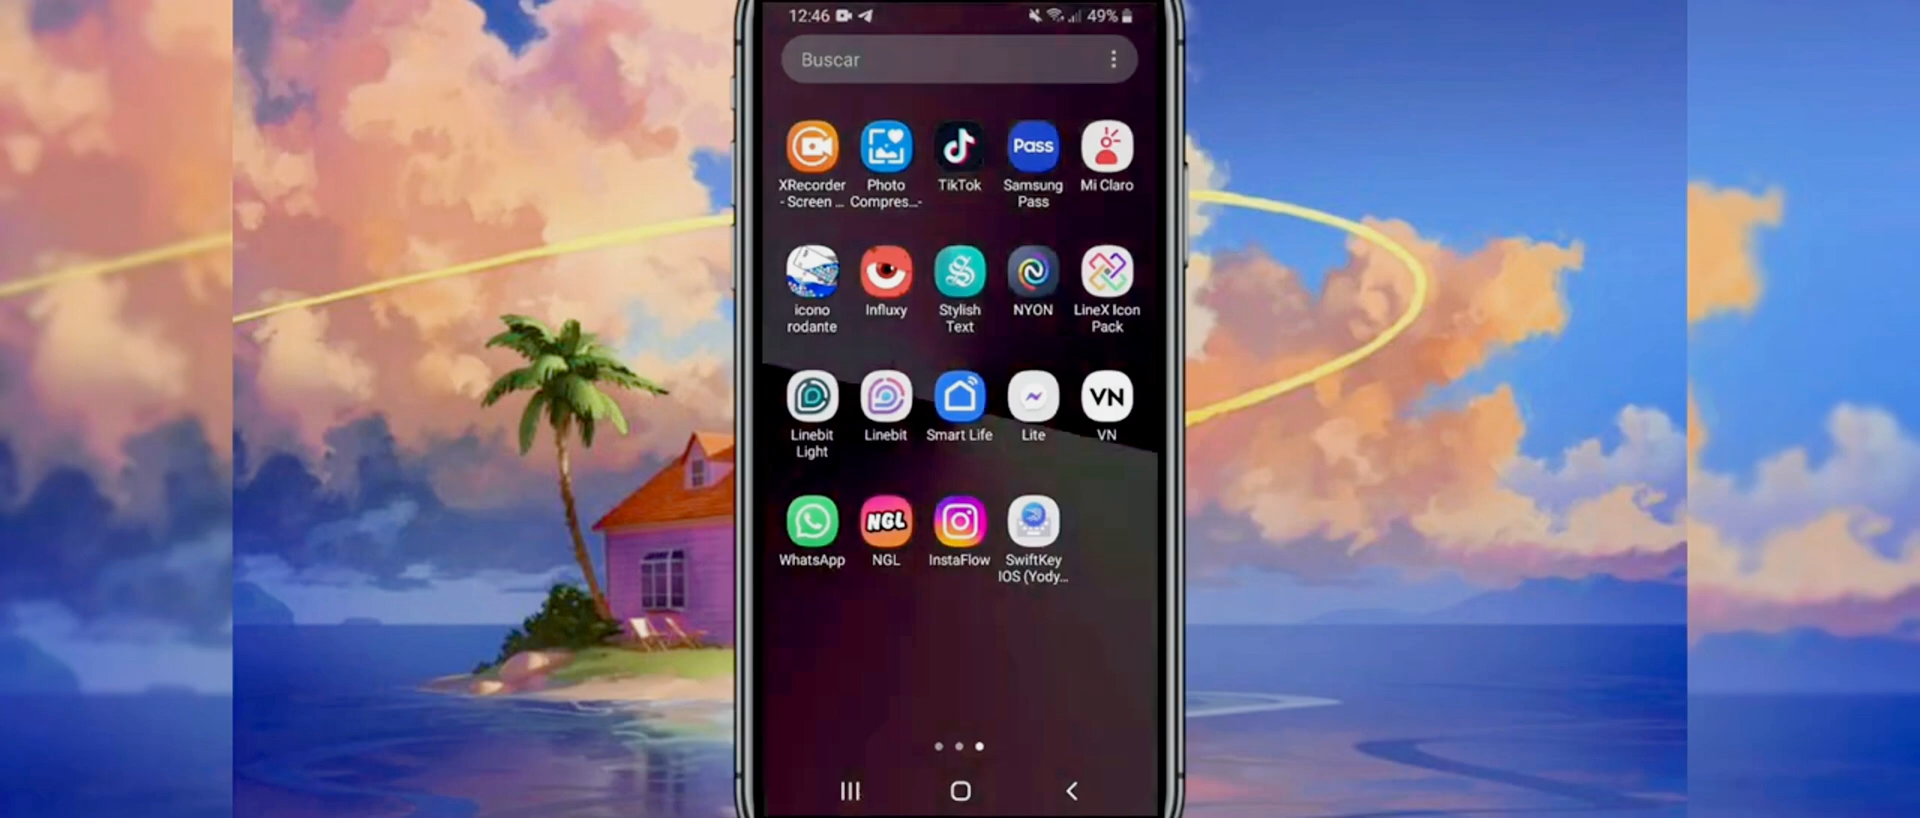 12:46 49%
Buscar
Pass
XRecorder Photo TikTok Samsung Mi Claro
- Screen ... Compres...- Pass
icono Influxy Stylish NYON LineX Icon
rodante Text Pack
VN
Linebit Linebit Smart Life Lite VN
Light
NGL
WhatsApp NGL InstaFlow SwiftKey
IOS (Yody...